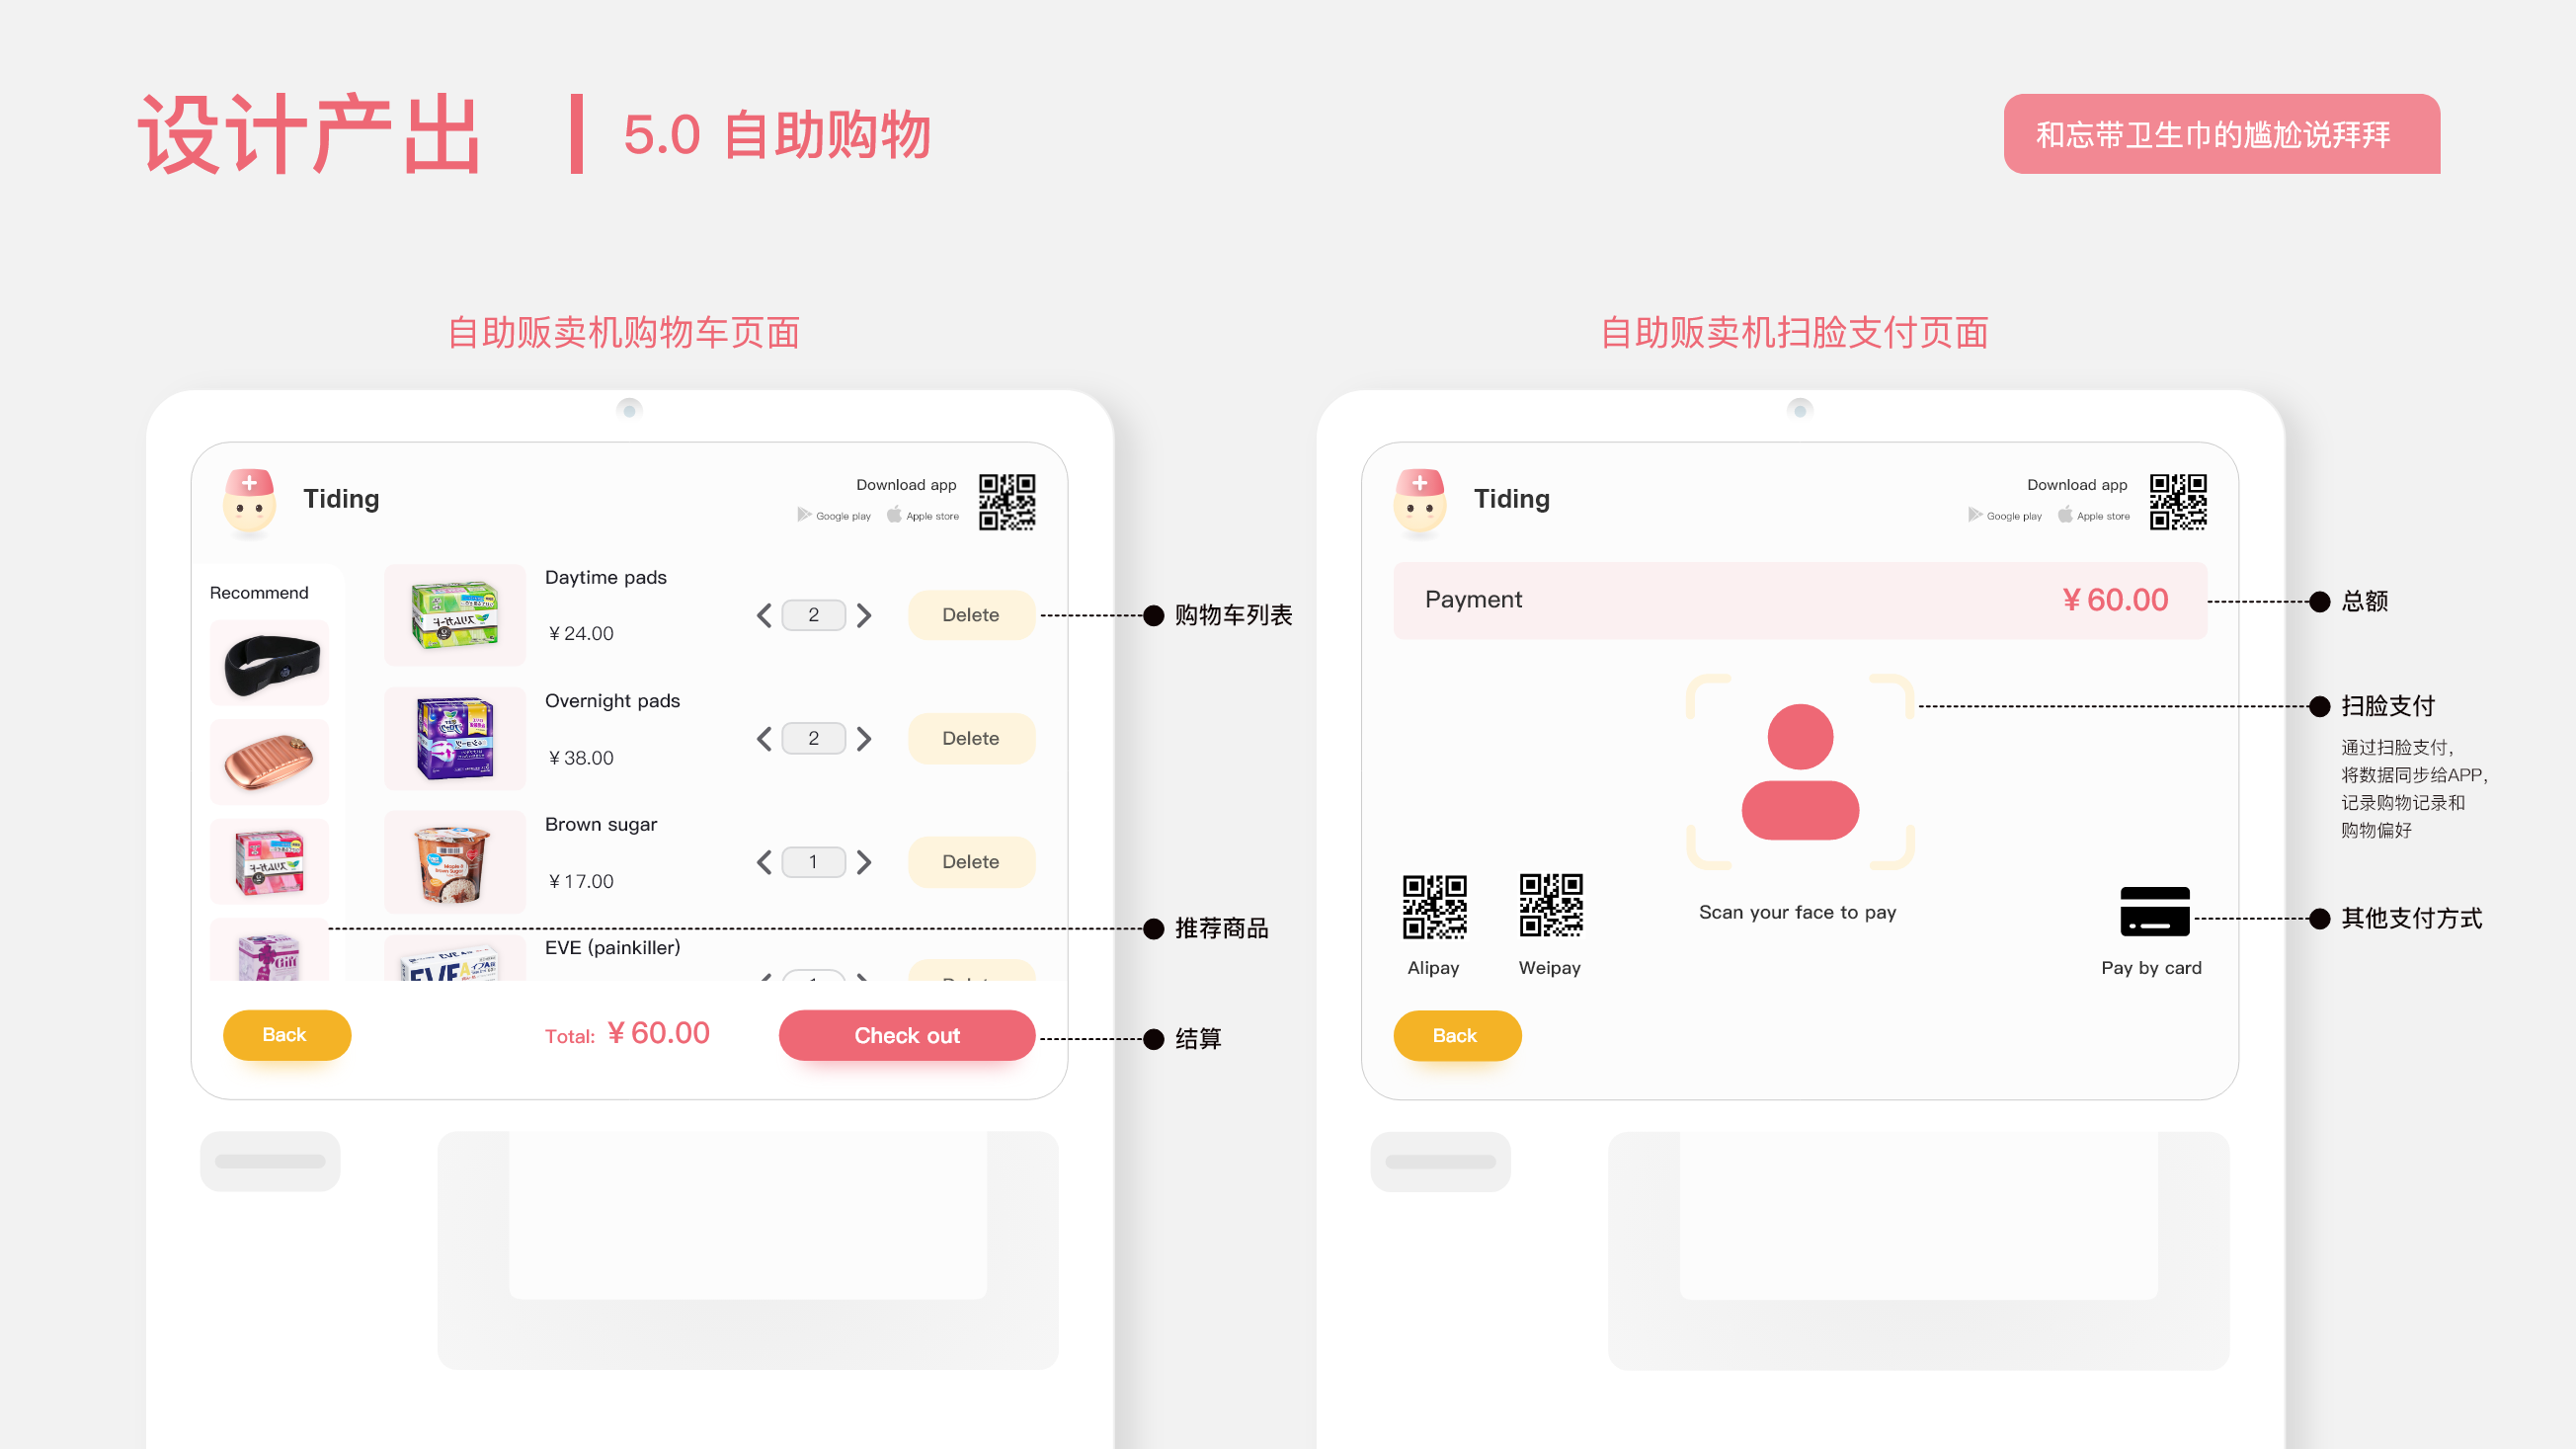 设计产出
5.0 自助购物
和忘带卫生巾的尴尬说拜拜
自助贩卖机购物车页面
Tiding
Download app
Google play
Apple store
Recommend
Daytime pads
¥ 24.00
2
Delete
购物车列表
Overnight pads
¥ 38.00
2
Delete
Brown sugar
¥ 17.00
1
Delete
推荐商品
Gift
EVE (painkiller)
EVE A
Back
Total: ¥ 60.00
Check out
结算
自助贩卖机扫脸支付页面
Tiding
Download app
Google play
Apple store
Payment
¥ 60.00
总额
扫脸支付
通过扫脸支付，
将数据同步给APP，
记录购物记录和
购物偏好
Scan your face to pay
Alipay
Weipay
Pay by card
其他支付方式
Back